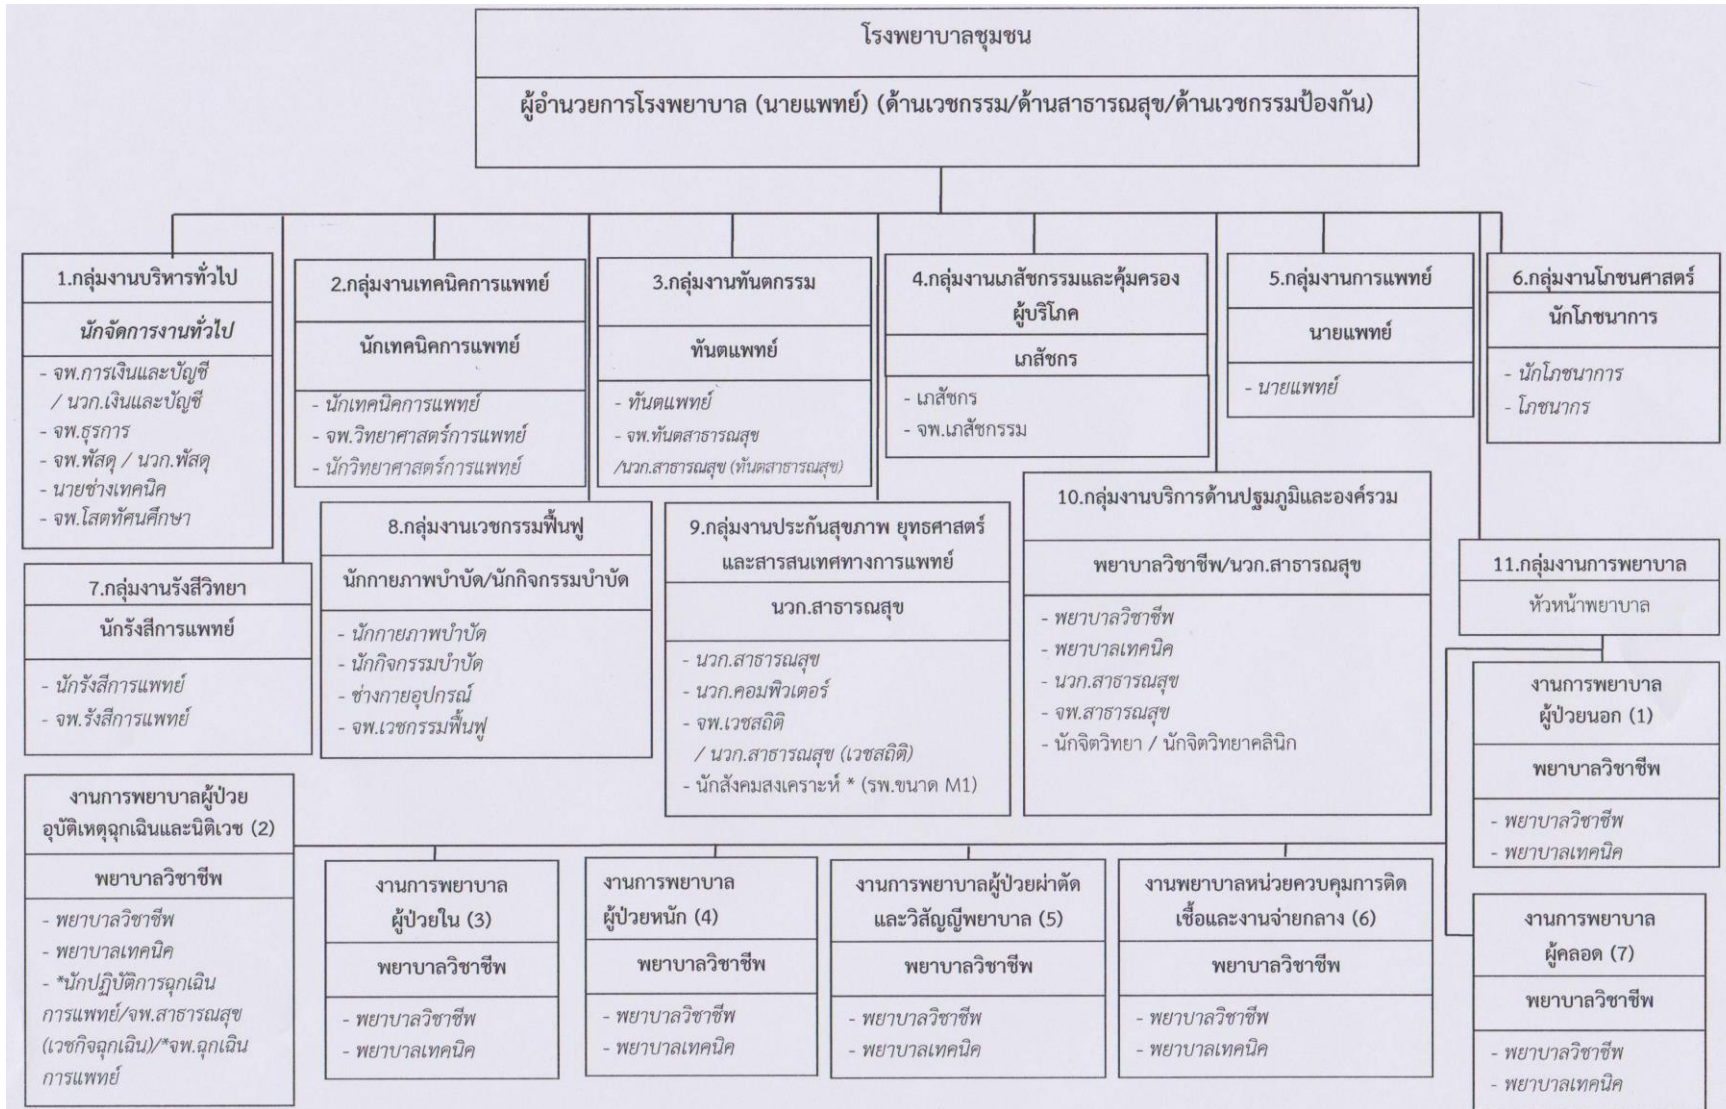 โรงพยาบาลชุมชน
ผู้อำนวยการโรงพยาบาล (นายแพทย์) (ด้านเวชกรรม/ด้านสาธารณสุข/ด้านเวชกรรมป้องกัน)
1.กลุ่มงานบริหารทั่วไป
นักจัดการงานทั่วไป
- จพ.การเงินและบัญชี
/ นวก.เงินและบัญชี
- จพ.ธุรการ
- จพ.พัสดุ / นวก.พัสดุ
- นายช่างเทคนิค
- จพ.โสตทัศนศึกษา
2.กลุ่มงานเทคนิคการแพทย์
นักเทคนิคการแพทย์
- นักเทคนิคการแพทย์
- จพ.วิทยาศาสตร์การแพทย์
- นักวิทยาศาสตร์การแพทย์
3.กลุ่มงานทันตกรรม
ทันตแพทย์
- ทันตแพทย์
- จพ.ทันตสาธารณสุข
/นวก.สาธารณสุข (ทันตสาธารณสุข)
4.กลุ่มงานเภสัชกรรมและคุ้มครอง
ผู้บริโภค
เภสัชกร
- เภสัชกร
- จพ.เภสัชกรรม
5.กลุ่มงานการแพทย์
นายแพทย์
- นายแพทย์
6.กลุ่มงานโภชนศาสตร์
นักโภชนาการ
- นักโภชนาการ
- โภชนากร
7.กลุ่มงานรังสีวิทยา
นักรังสีการแพทย์
- นักรังสีการแพทย์
- จพ.รังสีการแพทย์
8.กลุ่มงานเวชกรรมฟื้นฟู
นักกายภาพบำบัด/นักกิจกรรมบำบัด
- นักกายภาพบำบัด
- นักกิจกรรมบำบัด
- ช่างกายอุปกรณ์
- จพ.เวชกรรมฟื้นฟู
9.กลุ่มงานประกันสุขภาพ ยุทธศาสตร์
และสารสนเทศทางการแพทย์
นวก.สาธารณสุข
- นวก.สาธารณสุข
- นวก.คอมพิวเตอร์
- จพ.เวชสถิติ
/ นวก.สาธารณสุข (เวชสถิติ)
- นักสังคมสงเคราะห์ * (รพ.ขนาด M1)
10.กลุ่มงานบริการด้านปฐมภูมิและองค์รวม
พยาบาลวิชาชีพ/นวก.สาธารณสุข
- พยาบาลวิชาชีพ
- พยาบาลเทคนิค
- นวก.สาธารณสุข
- จพ.สาธารณสุข
- นักจิตวิทยา / นักจิตวิทยาคลินิก
11.กลุ่มงานการพยาบาล
หัวหน้าพยาบาล
งานการพยาบาล
ผู้ป่วยนอก (1)
พยาบาลวิชาชีพ
- พยาบาลวิชาชีพ
- พยาบาลเทคนิค
งานการพยาบาลผู้ป่วย
อุบัติเหตุฉุกเฉินและนิติเวช (2)
พยาบาลวิชาชีพ
- พยาบาลวิชาชีพ
- พยาบาลเทคนิค
- *นักปฏิบัติการฉุกเฉิน
การแพทย์/จพ.สาธารณสุข
(เวชกิจฉุกเฉิน)/*จพ.ฉุกเฉิน
การแพทย์
งานการพยาบาล
ผู้ป่วยใน (3)
พยาบาลวิชาชีพ
- พยาบาลวิชาชีพ
- พยาบาลเทคนิค
งานการพยาบาล
ผู้ป่วยหนัก (4)
พยาบาลวิชาชีพ
- พยาบาลวิชาชีพ
- พยาบาลเทคนิค
งานการพยาบาลผู้ป่วยผ่าตัด
และวิสัญญีพยาบาล (5)
พยาบาลวิชาชีพ
- พยาบาลวิชาชีพ
- พยาบาลเทคนิค
งานพยาบาลหน่วยควบคุมการติด
เชื้อและงานจ่ายกลาง (6)
พยาบาลวิชาชีพ
- พยาบาลวิชาชีพ
- พยาบาลเทคนิค
งานการพยาบาล
ผู้คลอด (7)
พยาบาลวิชาชีพ
- พยาบาลวิชาชีพ
- พยาบาลเทคนิค